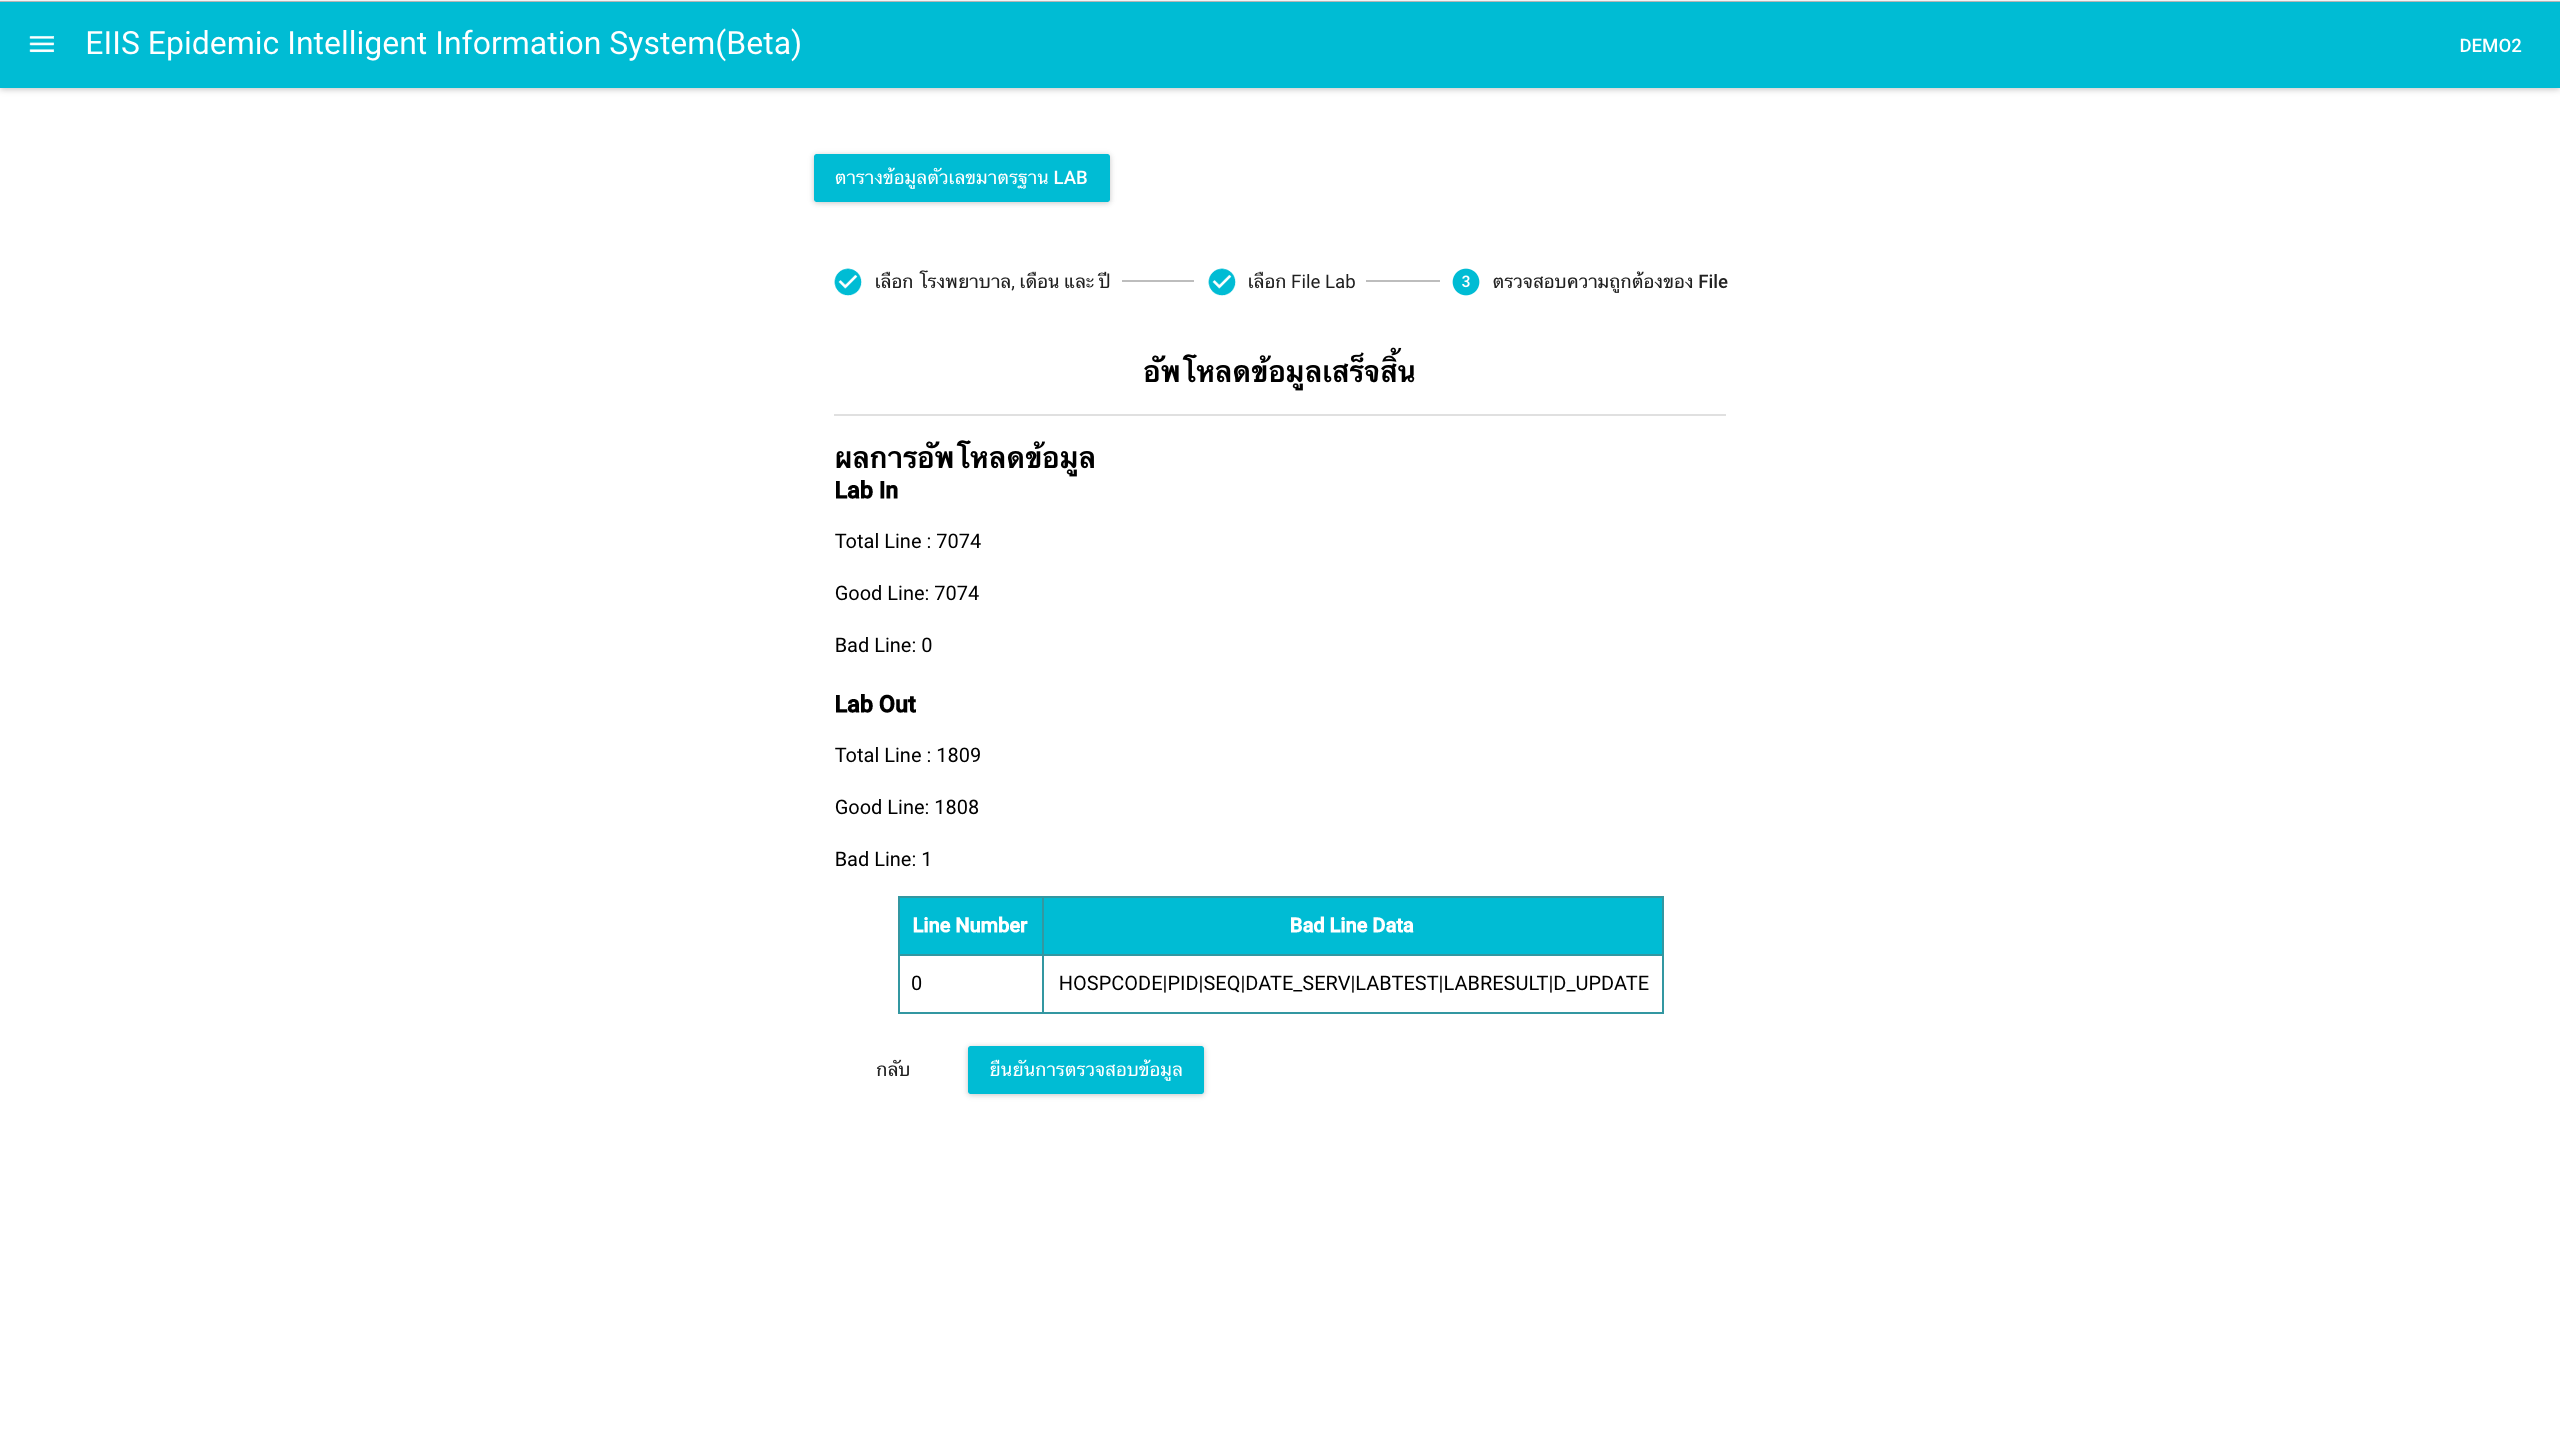 EIIS Epidemic Intelligent Information System(Beta)
DEMO2
ตารางข้อมูลตัวเลขมาตรฐาน LAB
เลือก โรงพยาบาล, เดือน และ ปี
เลือก File Lab
3 ตรวจสอบความถูกต้องของ File
อัพโหลดข้อมูลเสร็จสิ้น
ผลการอัพโหลดข้อมูล
Lab In
Total Line : 7074
Good Line: 7074
Bad Line: 0
Lab Out
Total Line : 1809
Good Line: 1808
Bad Line: 1
Line Number Bad Line Data
0 HOSPCODE|PID|SEQ|DATE_SERV|LABTEST|LABRESULT|D_UPDATE
กลับ ยืนยันการตรวจสอบข้อมูล